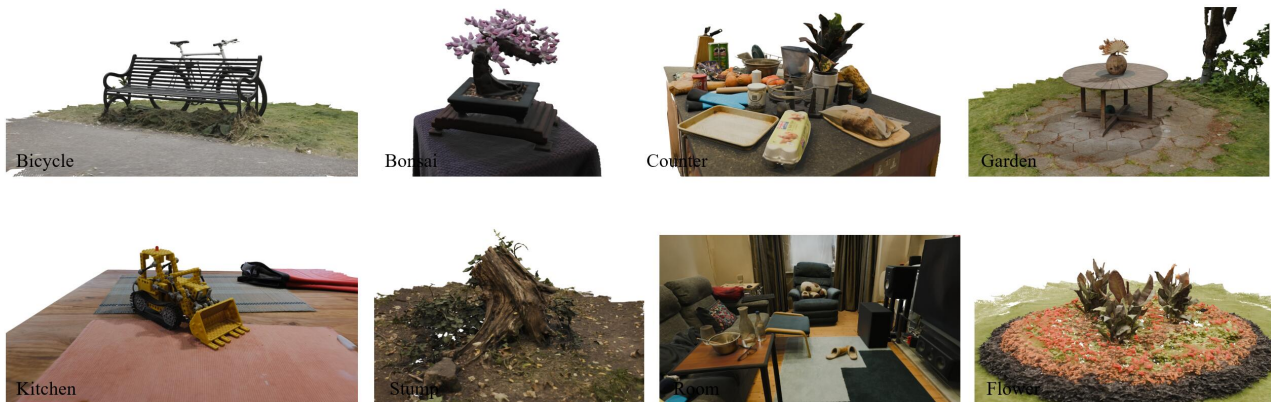 Bicycle
Bonsai
Counter
Garden
Kitchen
Stump
Room
Flower